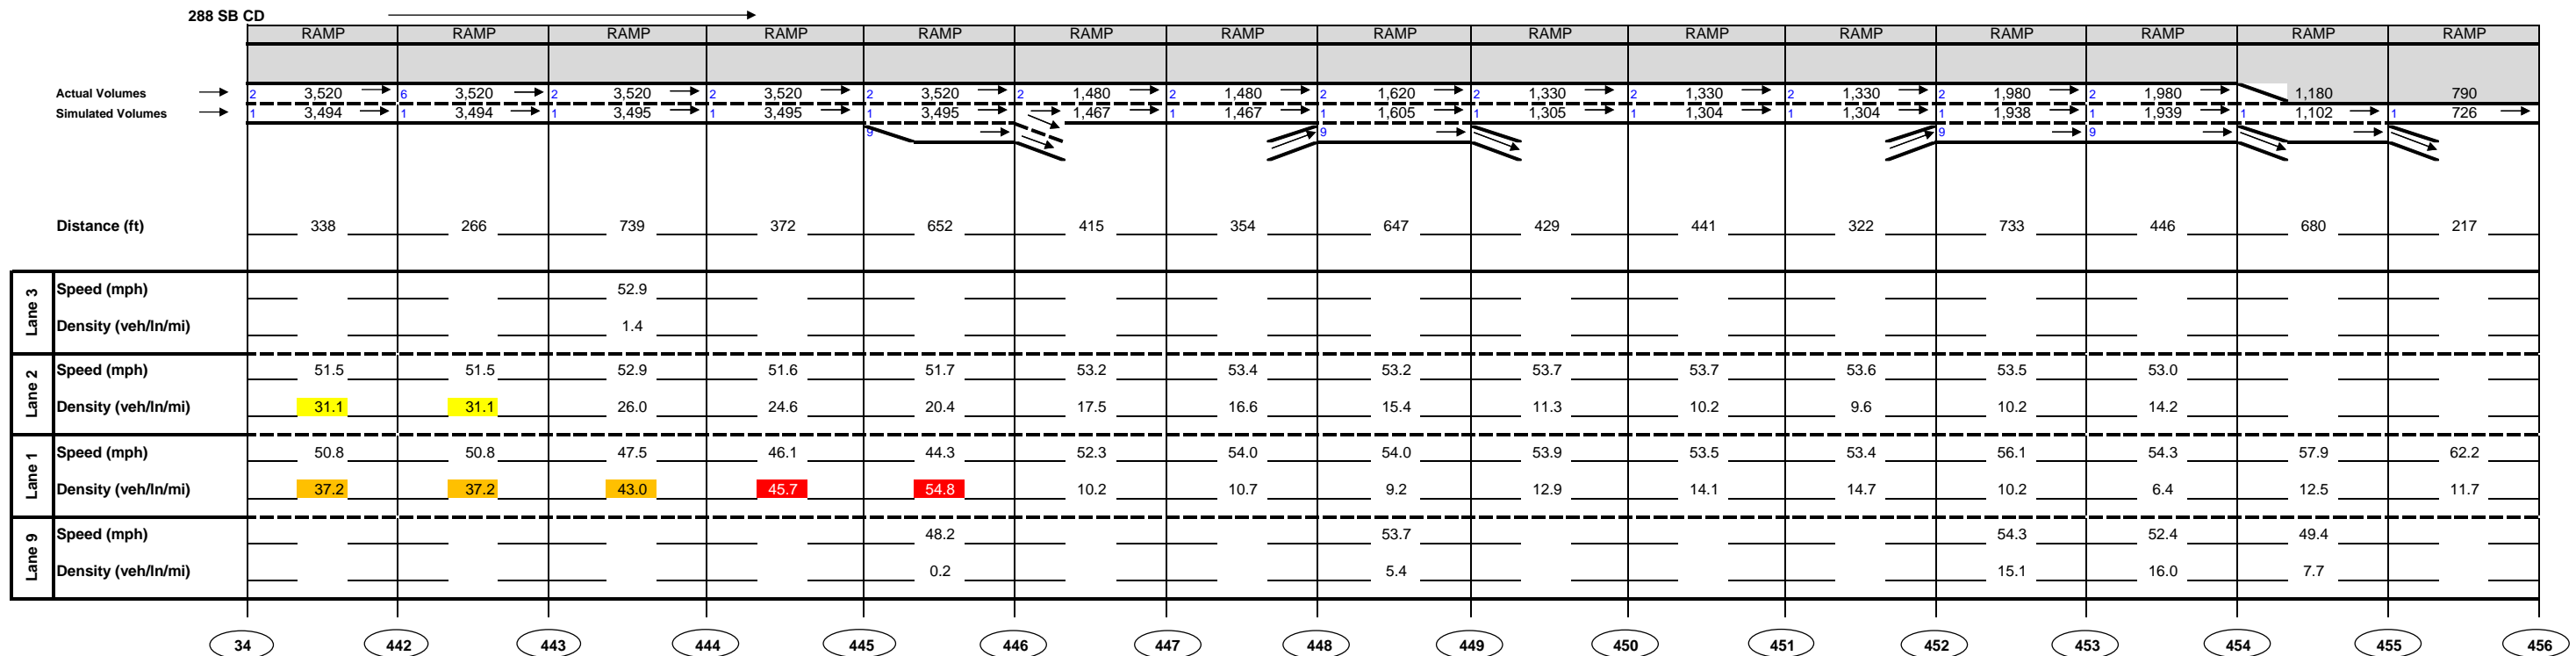 288 SB CD
RAMP RAMP RAMP RAMP RAMP RAMP RAMP RAMP RAMP RAMP RAMP RAMP RAMP RAMP RAMP
Actual Volumes 2 3,520 6 3,520 2 3,520 2 3,520 2 3,520 2 1,480 2 1,480 2 1,620 2 1,330 2 1,330 2 1,330 2 1,980 2 1,980 1,180 790
Simulated Volumes 1 3,494 1 3,494 1 3,495 1 3,495 1 3,495 1,467 1 1,467 1 1,605 1 1,305 1 1,304 1 1,304 1 1,938 1 1,939 1 1,102 1 726
9 9 9 9
Distance (ft) 338 266 739 372 652 415 354 647 429 441 322 733 446 680 217
Lane 3
Speed (mph) 52.9
Density (veh/ln/mi) 1.4
Lane 2
Speed (mph) 51.5 51.5 52.9 51.6 51.7 53.2 53.4 53.2 53.7 53.7 53.6 53.5 53.0
Density (veh/ln/mi) 31.1 31.1 26.0 24.6 20.4 17.5 16.6 15.4 11.3 10.2 9.6 10.2 14.2
Lane 1
Speed (mph) 50.8 50.8 47.5 46.1 44.3 52.3 54.0 54.0 53.9 53.5 53.4 56.1 54.3 57.9 62.2
Density (veh/ln/mi) 37.2 37.2 43.0 45.7 54.8 10.2 10.7 9.2 12.9 14.1 14.7 10.2 6.4 12.5 11.7
Lane 9
Speed (mph) 48.2 53.7 54.3 52.4 49.4
Density (veh/ln/mi) 0.2 5.4 15.1 16.0 7.7
34 442 443 444 445 446 447 448 449 450 451 452 453 454 455 456